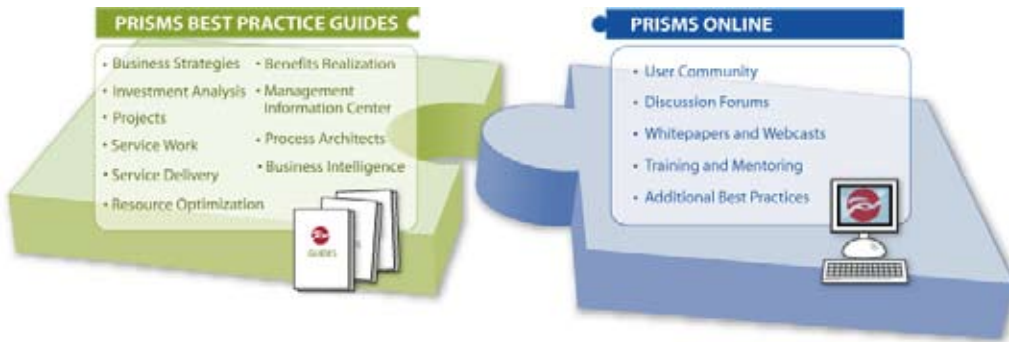 PRISMS BEST PRACTICE GUIDES
• Business Strategies
• Investment Analysis
• Projects
• Service Work
• Service Delivery
• Resource Optimization
• Benefits Realization
• Management
Information Center
• Process Architects
• Business Intelligence
GUIDES
PRISMS ONLINE
• User Community
• Discussion Forums
• Whitepapers and Webcasts
• Training and Mentoring
• Additional Best Practices